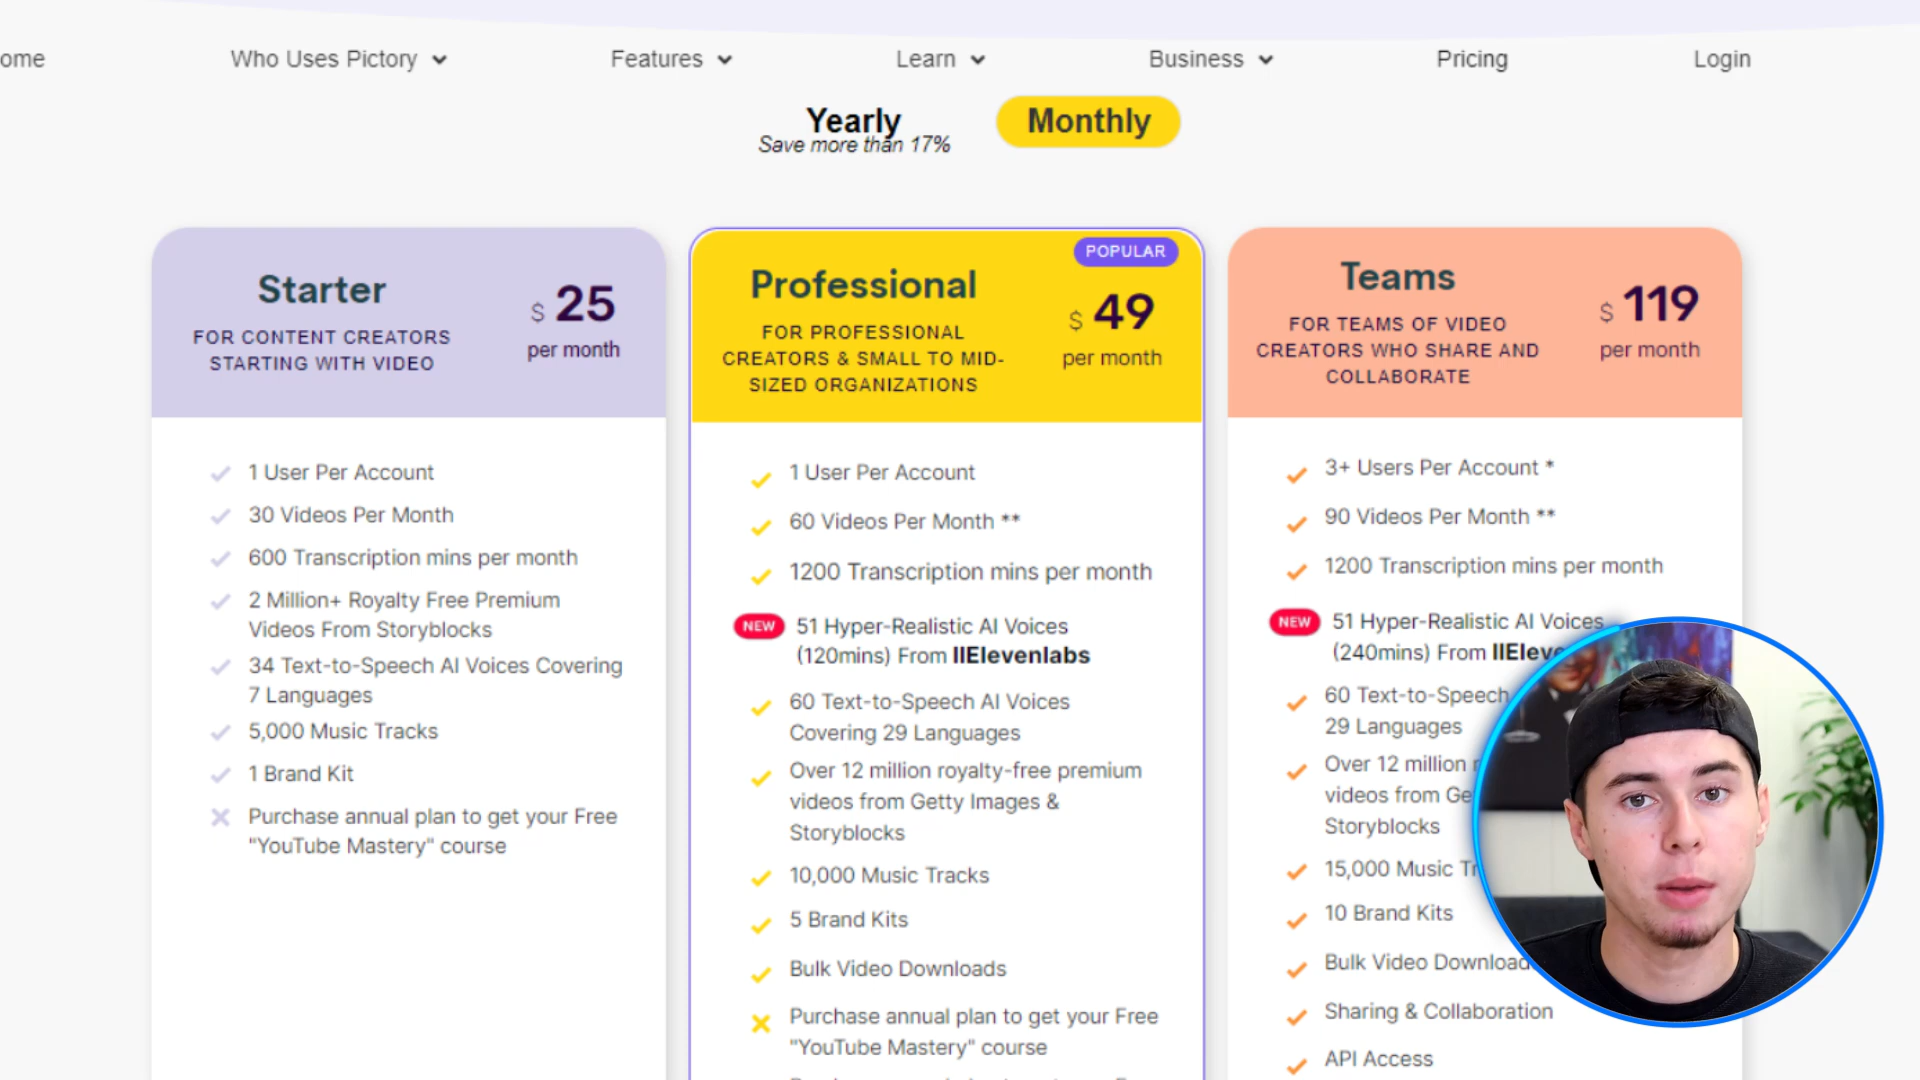 ome
Who Uses Pictory
Features
Learn
Business
Pricing
Login
Yearly
Save more than 17%
Monthly
Starter
FOR CONTENT CREATORS
STARTING WITH VIDEO
$ 25
per month
1 User Per Account
30 Videos Per Month
600 Transcription mins per month
2 Million+ Royalty Free Premium
Videos From Storyblocks
34 Text-to-Speech AI Voices Covering
7 Languages
5,000 Music Tracks
1 Brand Kit
Purchase annual plan to get your Free
"YouTube Mastery" course
POPULAR
Professional
FOR PROFESSIONAL
CREATORS & SMALL TO MID-
SIZED ORGANIZATIONS
$ 49
per month
1 User Per Account
60 Videos Per Month **
1200 Transcription mins per month
NEW
51 Hyper-Realistic AI Voices
(120mins) From IIElevenlabs
60 Text-to-Speech AI Voices
Covering 29 Languages
Over 12 million royalty-free premium
videos from Getty Images &
Storyblocks
10,000 Music Tracks
5 Brand Kits
Bulk Video Downloads
Purchase annual plan to get your Free
"YouTube Mastery" course
Teams
FOR TEAMS OF VIDEO
CREATORS WHO SHARE AND
COLLABORATE
$ 119
per month
3+ Users Per Account *
90 Videos Per Month **
1200 Transcription mins per month
NEW
51 Hyper-Realistic AI Voices
(240mins) From IIEleve
60 Text-to-Speech
29 Languages
Over 12 million
videos from Ge
Storyblocks
15,000 Music Tr
10 Brand Kits
Bulk Video Download
Sharing & Collaboration
API Access